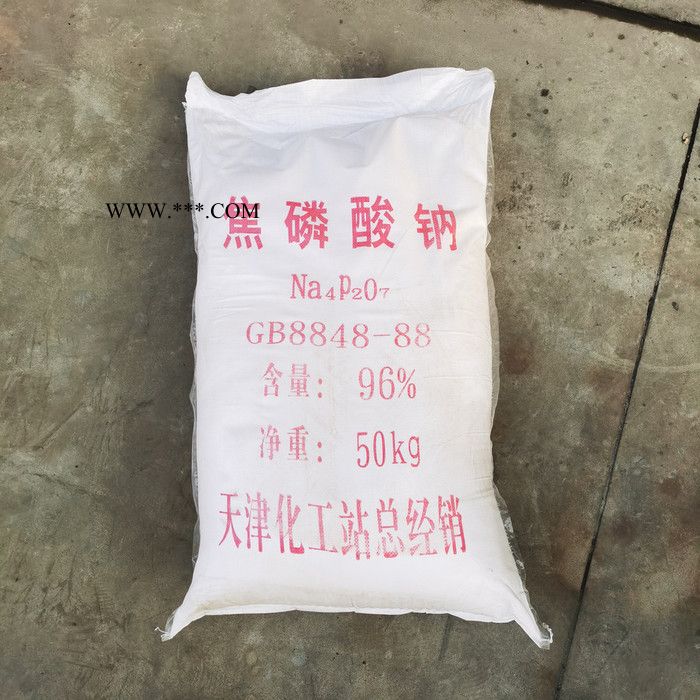 WWW.***.COM
焦磷酸钠
Na₄P₂O₇
GB8848-88
含量: 96%
净重: 50kg
天津化工站总经销